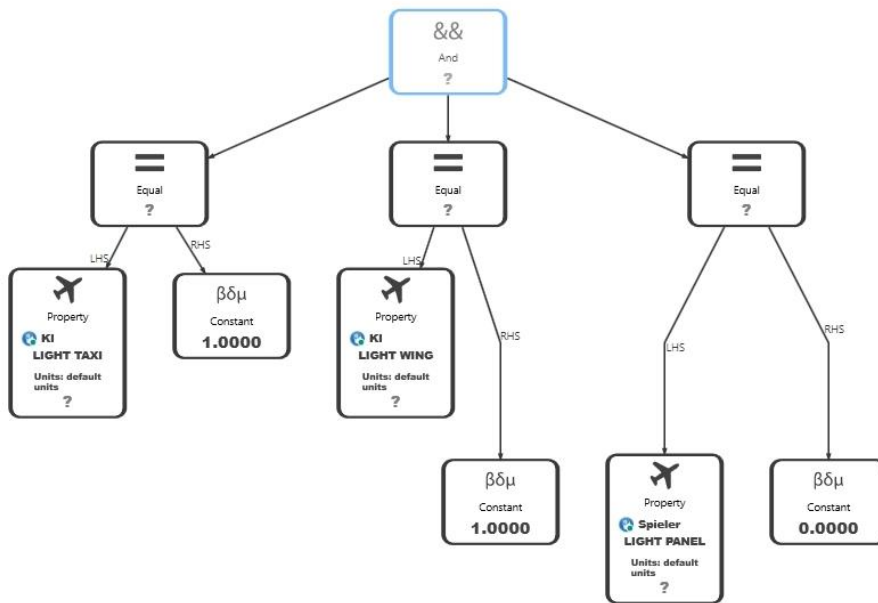 &&
And
?
=
Equal
?
=
Equal
?
=
Equal
?
LHS
RHS
LHS
RHS
LHS
RHS
Property
KI
LIGHT TAXI
Units: default
units
?
βδμ
Constant
1.0000
Property
KI
LIGHT WING
Units: default
units
?
βδμ
Constant
1.0000
Property
Spieler
LIGHT PANEL
Units: default
units
?
βδμ
Constant
0.0000